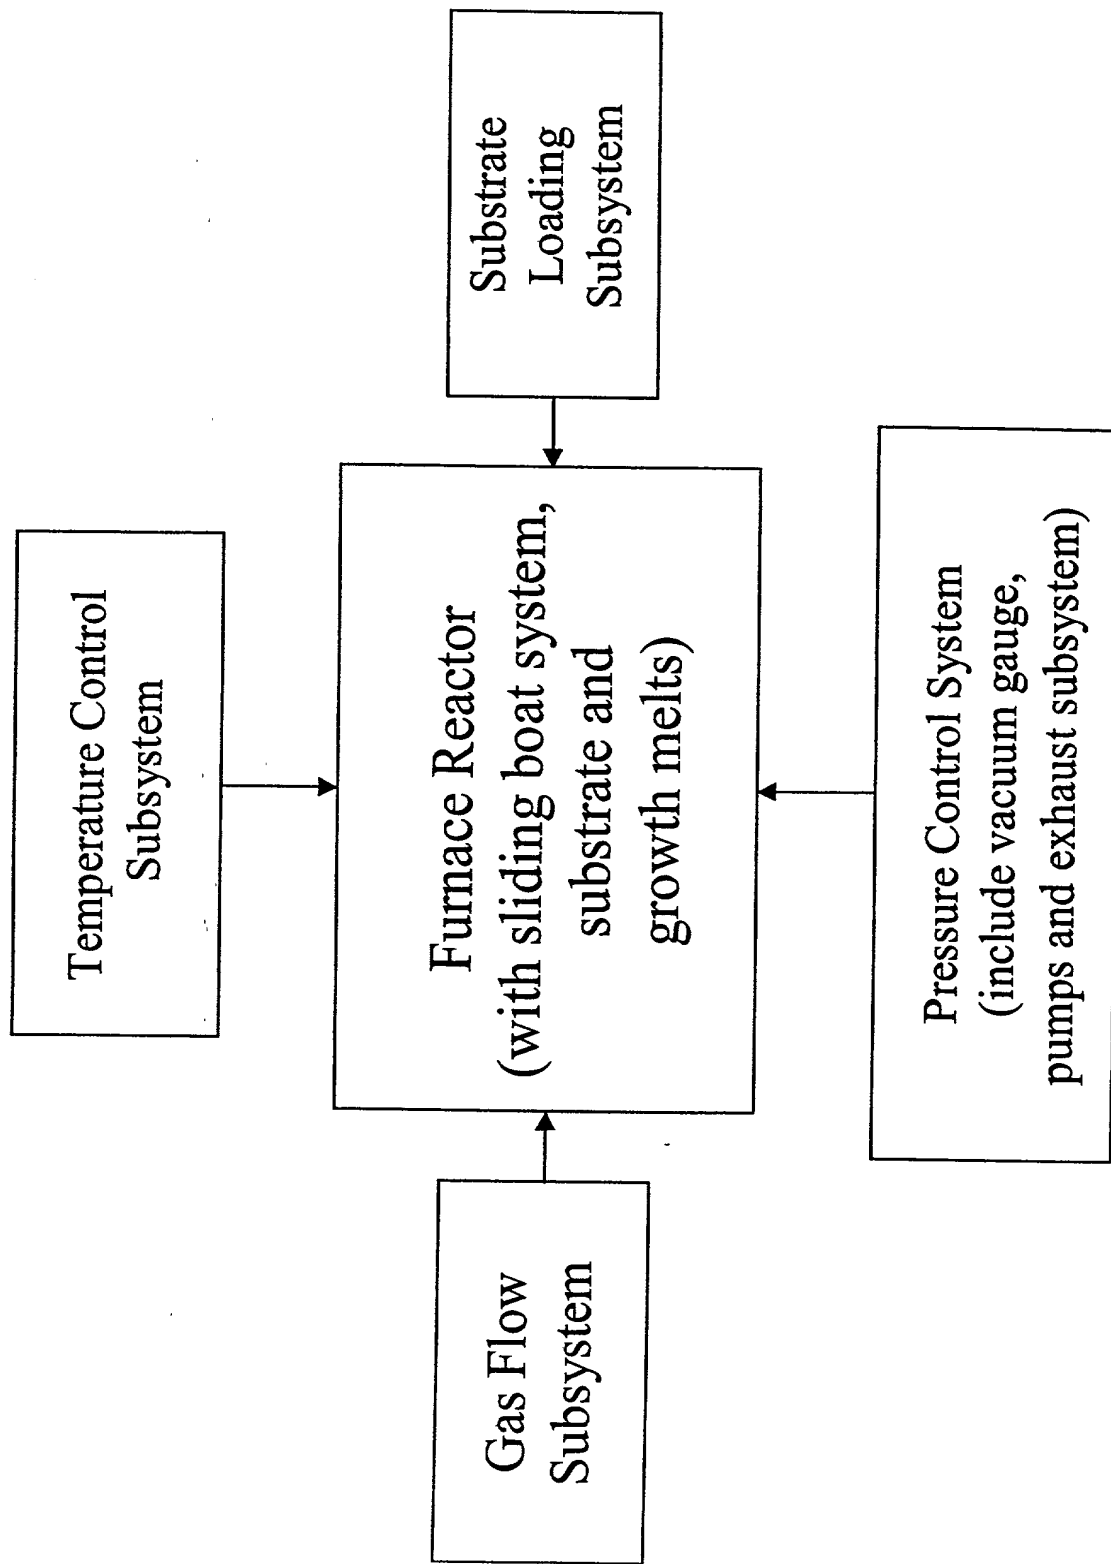 Temperature Control
Subsystem
Gas Flow
Subsystem
Furnace Reactor
(with sliding boat system,
substrate and
growth melts)
Substrate
Loading
Subsystem
Pressure Control System
(include vacuum gauge,
pumps and exhaust subsystem)